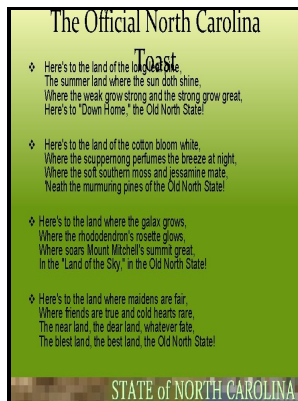 The Official North Carolina
Toast
Here's to the land of the long leaf pine,
The summer land where the sun doth shine,
Where the weak grow strong and the strong grow great,
Here's to "Down Home," the Old North State!
Here's to the land of the cotton bloom white,
Where the scuppernong perfumes the breeze at night,
Where the soft southern moss and jessamine mate,
'Neath the murmuring pines of the Old North State!
Here's to the land where the galax grows,
Where the rhododendron's rosette glows,
Where soars Mount Mitchell's summit great,
In the "Land of the Sky," in the Old North State!
Here's to the land where maidens are fair,
Where friends are true and cold hearts rare,
The near land, the dear land, whatever fate,
The blest land, the best land, the Old North State!
STATE of NORTH CAROLINA